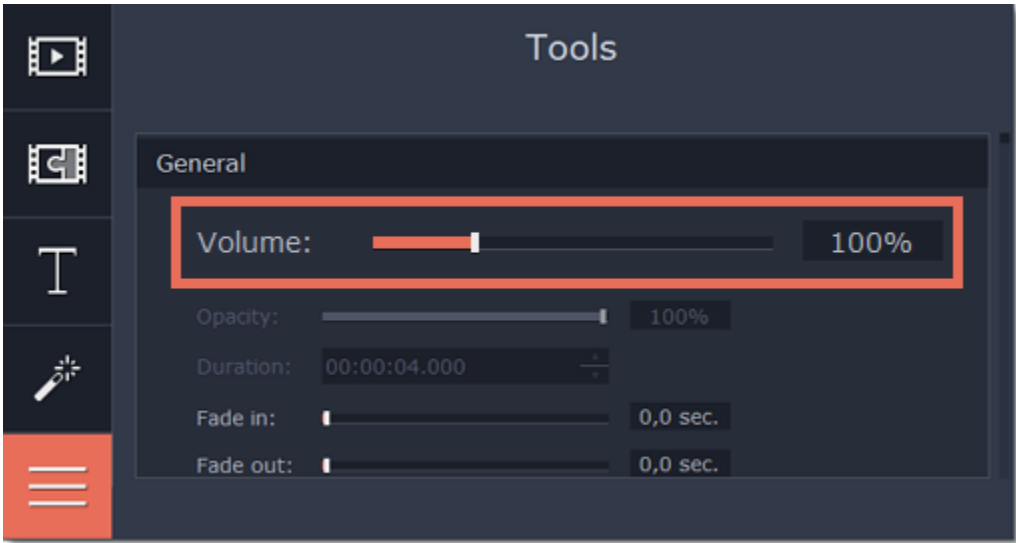 Tools
General
Volume: 100%
Opacity: 100%
Duration: 00:00:04.000
Fade in: 0,0 sec.
Fade out: 0,0 sec.
T